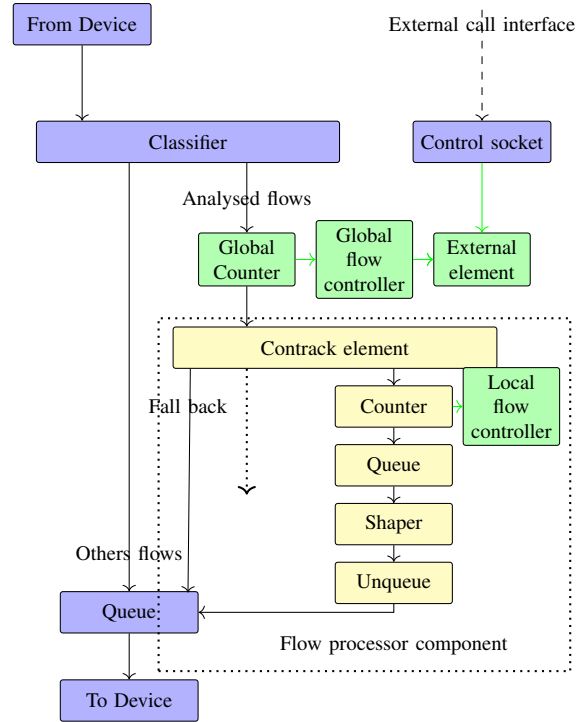 From Device
External call interface
Classifier
Control socket
Analysed flows
Global
Counter
Global
flow
controller
External
element
Contrack element
Fall back
Counter
Local
flow
controller
Queue
Shaper
Others flows
Unqueue
Queue
Flow processor component
To Device